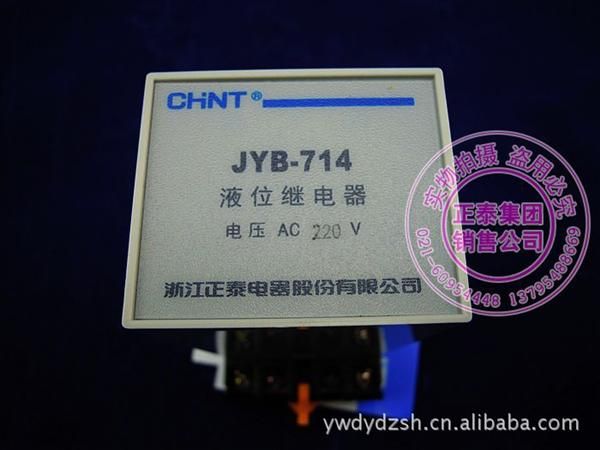 CHINT®
JYB-714
液位继电器
电压 AC 220 V
浙江正泰电器股份有限公司
实物拍摄 盗用必究
正泰集团
销售公司
021-60954448 13795488669
ywdydzsh.cn.alibaba.com